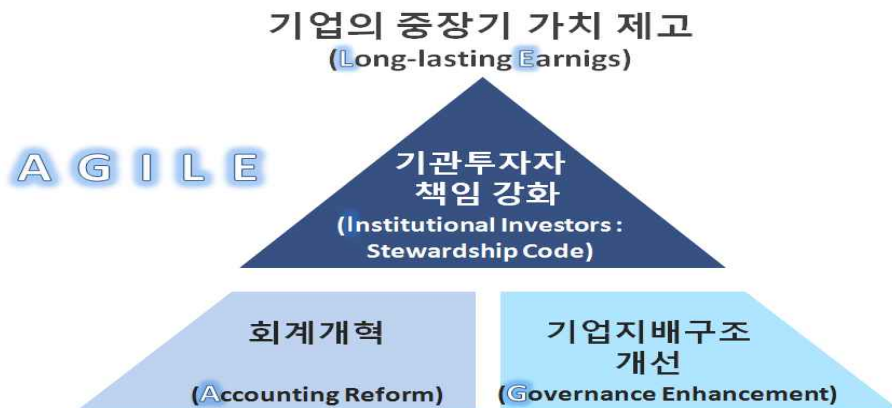 기업의 중장기 가치 제고
(Long-lasting Earnigs)
A G I L E
기관투자자
책임 강화
(Institutional Investors :
Stewardship Code)
회계개혁
(Accounting Reform)
기업지배구조
개선
(Governance Enhancement)